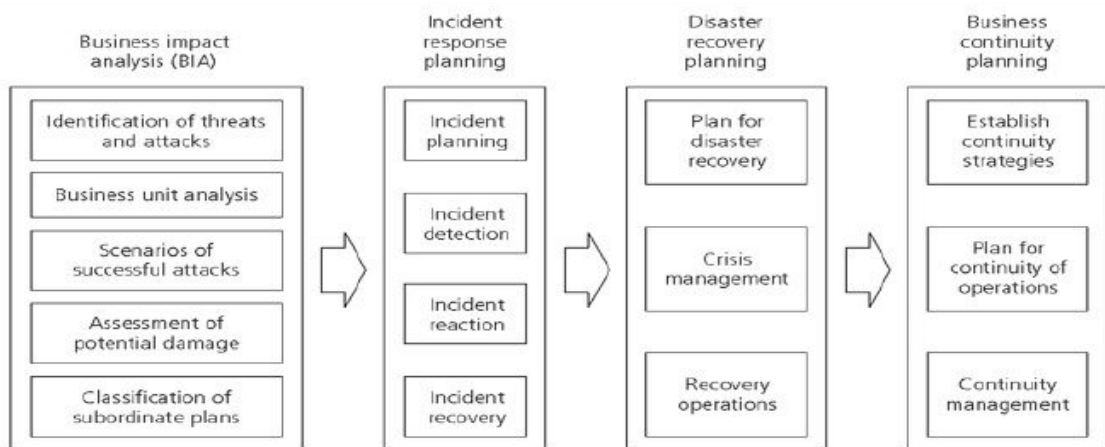 Business impact
analysis (BIA)
Identification of threats
and attacks
Business unit analysis
Scenarios of
successful attacks
Assessment of
potential damage
Classification of
subordinate plans
Incident
response
planning
Incident
planning
Incident
detection
Incident
reaction
Incident
recovery
Disaster
recovery
planning
Plan for
disaster
recovery
Crisis
management
Recovery
operations
Business
continuity
planning
Establish
continuity
strategies
Plan for
continuity of
operations
Continuity
management